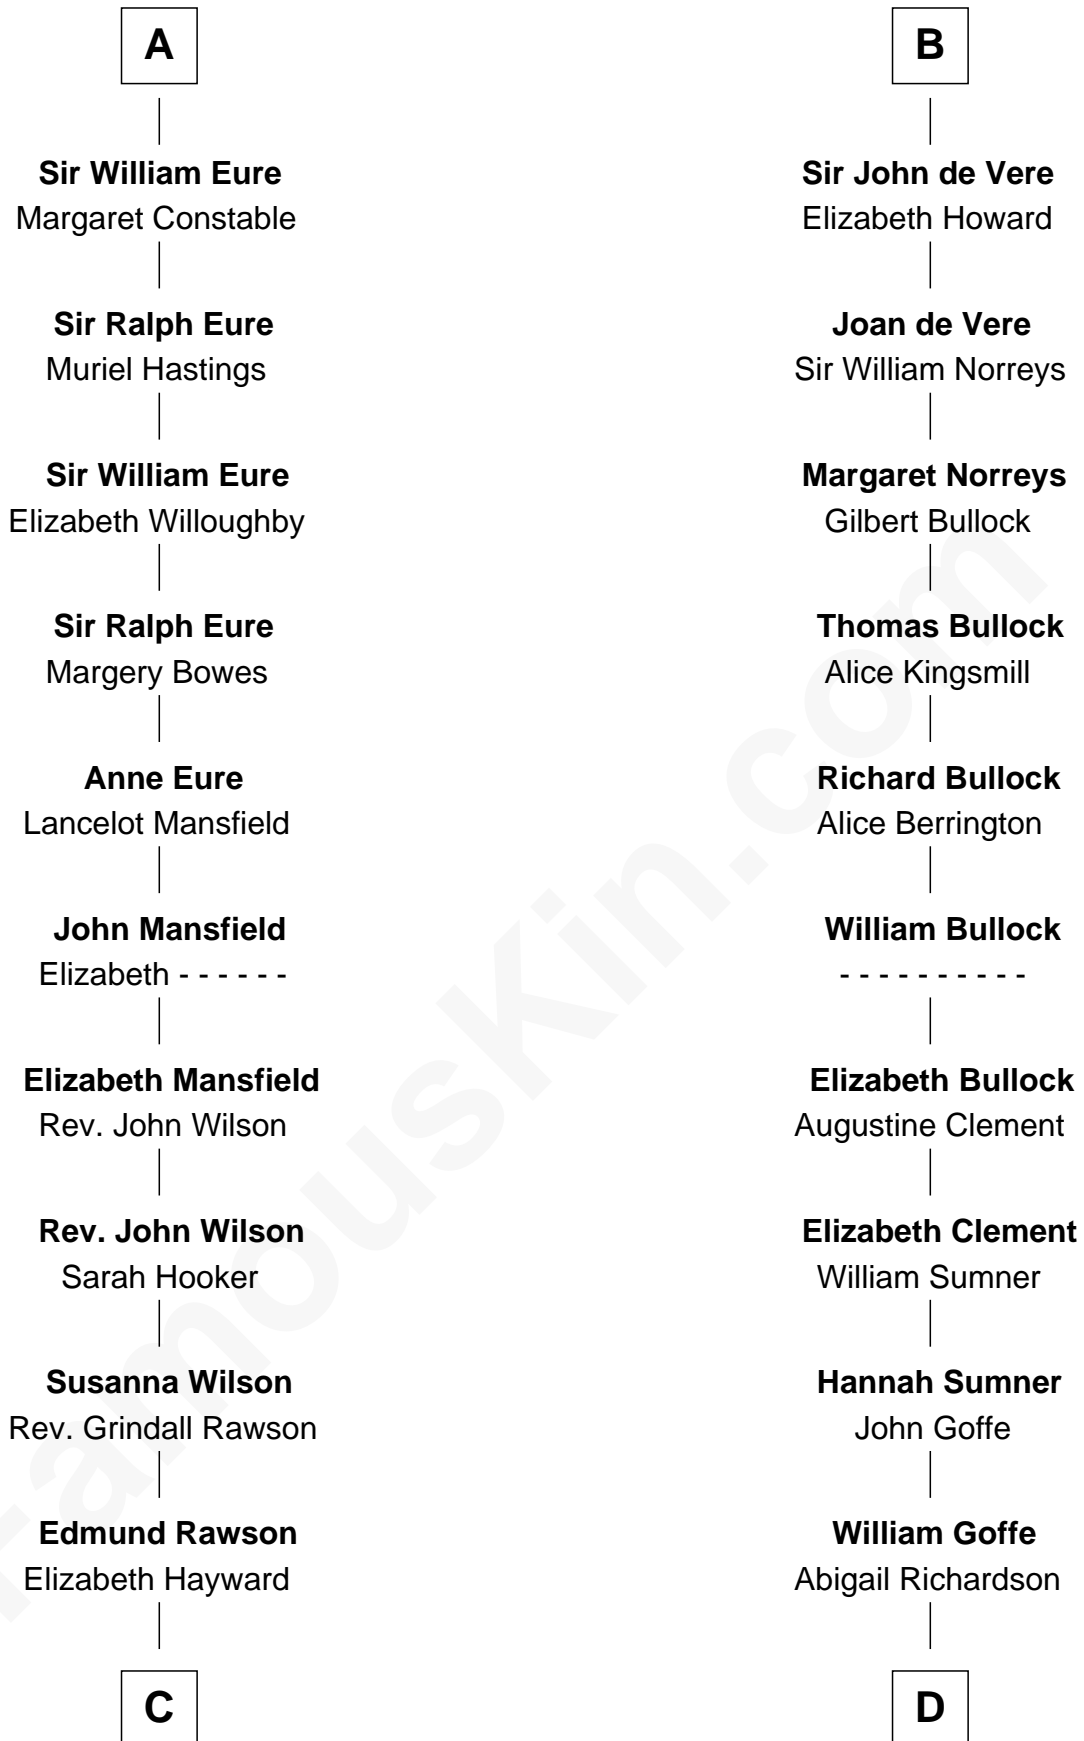 A
Sir William Eure
Margaret Constable
Sir Ralph Eure
Muriel Hastings
Sir William Eure
Elizabeth Willoughby
Sir Ralph Eure
Margery Bowes
Anne Eure
Lancelot Mansfield
John Mansfield
Elizabeth - - - - - -
Elizabeth Mansfield
Rev. John Wilson
Rev. John Wilson
Sarah Hooker
Susanna Wilson
Rev. Grindall Rawson
Edmund Rawson
Elizabeth Hayward
C
B
Sir John de Vere
Elizabeth Howard
Joan de Vere
Sir William Norreys
Margaret Norreys
Gilbert Bullock
Thomas Bullock
Alice Kingsmill
Richard Bullock
Alice Berrington
William Bullock
- - - - - - - - - -
Elizabeth Bullock
Augustine Clement
Elizabeth Clement
William Sumner
Hannah Sumner
John Goffe
William Goffe
Abigail Richardson
D
FamousKin.com